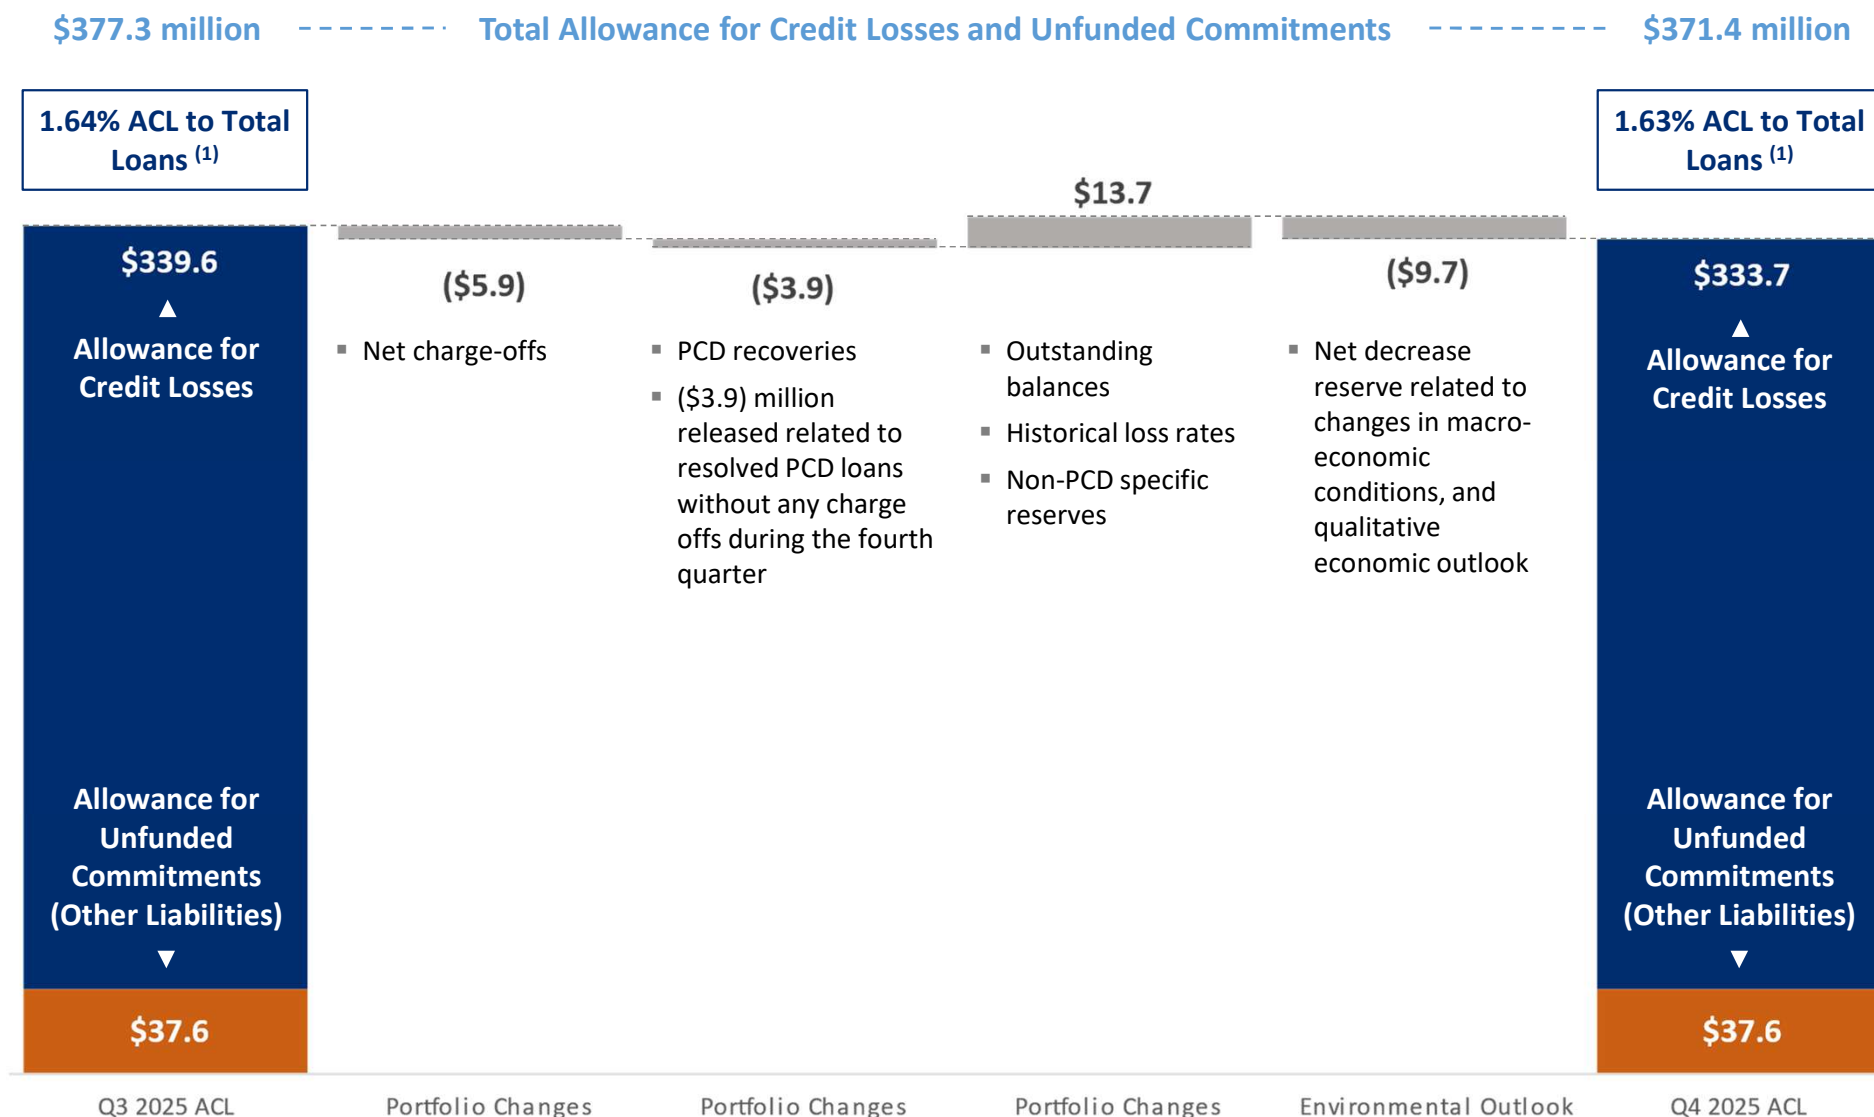 $377.3 million Total Allowance for Credit Losses and Unfunded Commitments $371.4 million
1.64% ACL to Total
Loans (1)
1.63% ACL to Total
Loans (1)
$339.6
▲
Allowance for
Credit Losses
Allowance for
Unfunded
Commitments
(Other Liabilities)
▼
$37.6
Q3 2025 ACL
($5.9)
▪ Net charge-offs
Portfolio Changes
($3.9)
▪ PCD recoveries
▪ ($3.9) million
released related to
resolved PCD loans
without any charge
offs during the fourth
quarter
Portfolio Changes
$13.7
▪ Outstanding
balances
▪ Historical loss rates
▪ Non-PCD specific
reserves
Portfolio Changes
($9.7)
▪ Net decrease
reserve related to
changes in macro-
economic
conditions, and
qualitative
economic outlook
Environmental Outlook
$333.7
▲
Allowance for
Credit Losses
Allowance for
Unfunded
Commitments
(Other Liabilities)
▼
$37.6
Q4 2025 ACL